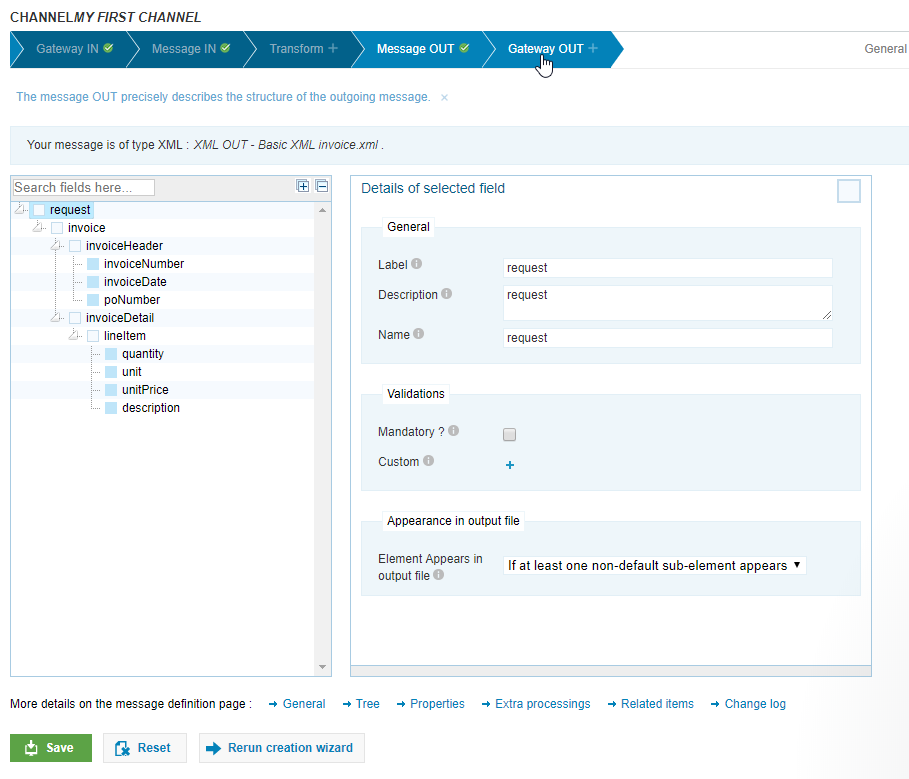 CHANNELMY FIRST CHANNEL
Gateway IN Message IN Transform + Message OUT Gateway OUT + General
The message OUT precisely describes the structure of the outgoing message. ×
Your message is of type XML : XML OUT - Basic XML invoice.xml .
Search fields here...
request
invoice
invoiceHeader
invoiceNumber
invoiceDate
poNumber
invoiceDetail
lineItem
quantity
unit
unitPrice
description
Details of selected field
General
Label request
Description request
Name request
Validations
Mandatory ?
Custom +
Appearance in output file
Element Appears in
output file If at least one non-default sub-element appears
More details on the message definition page : General Tree Properties Extra processings Related items Change log
Save Reset Rerun creation wizard